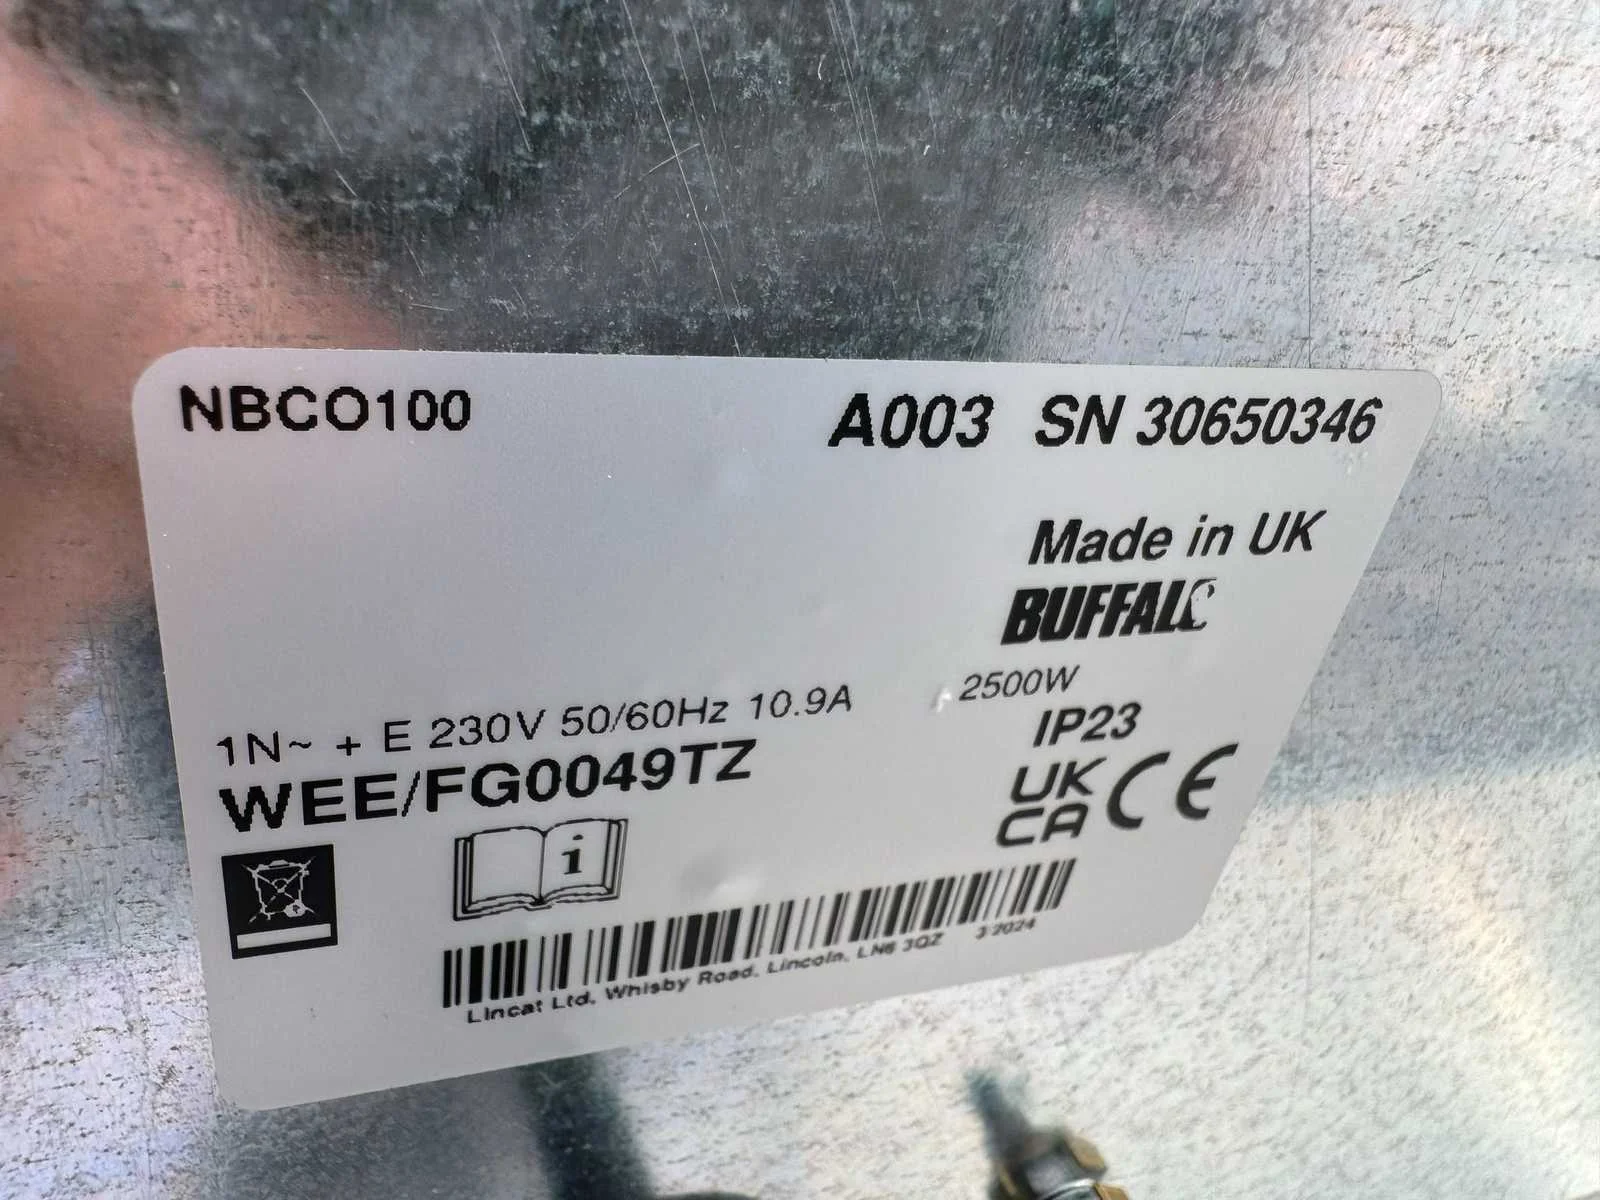 NBCO100 A003 SN 30650346
Made in UK
BUFFALO
1N~ + E 230V 50/60Hz 10.9A 2500W
IP23
WEE/FG0049TZ
UK
CA CE
i
Lincat Ltd, Whisby Road, Lincoln, LN6 3QZ 3/2024